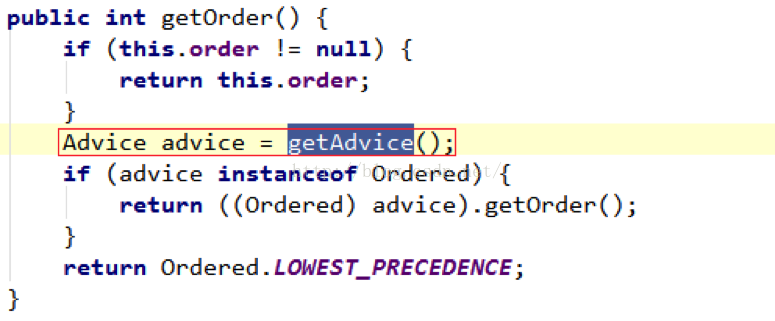 public int getOrder() {
    if (this.order != null) {
        return this.order;
    }
    Advice advice = getAdvice();
    if (advice instanceof Ordered) {
        return ((Ordered) advice).getOrder();
    }
    return Ordered.LOWEST_PRECEDENCE;
}